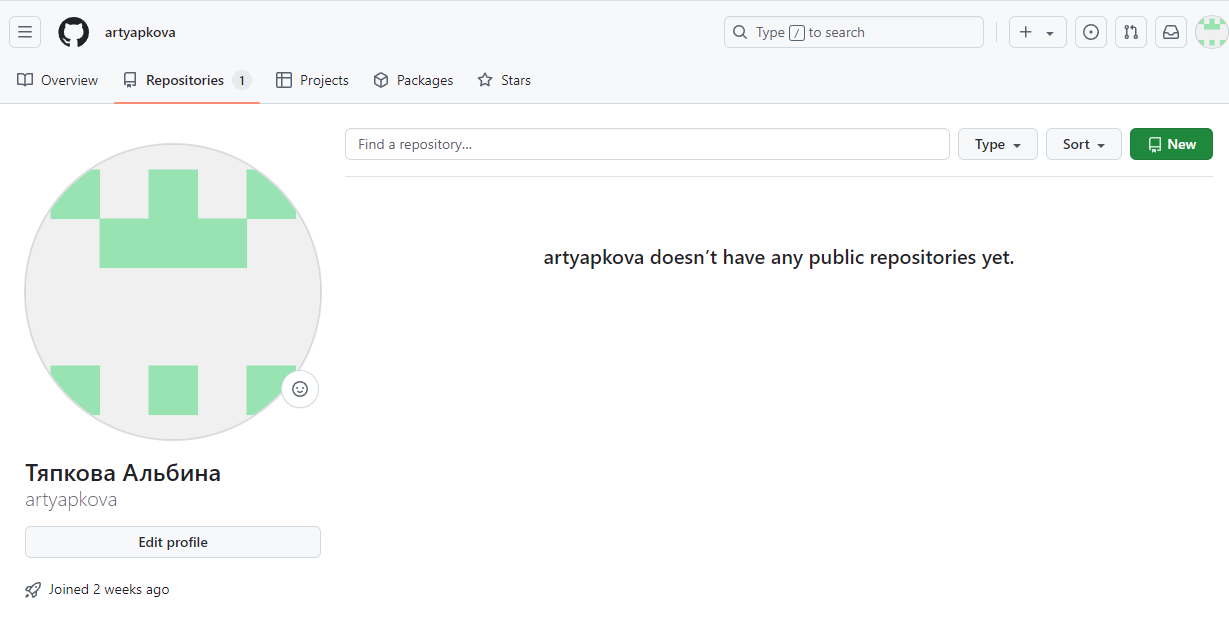 artyapkova
Type / to search
Overview
Repositories 1
Projects
Packages
Stars
Find a repository...
Type
Sort
New
artyapkova doesn’t have any public repositories yet.
Тяпкова Альбина
artyapkova
Edit profile
Joined 2 weeks ago